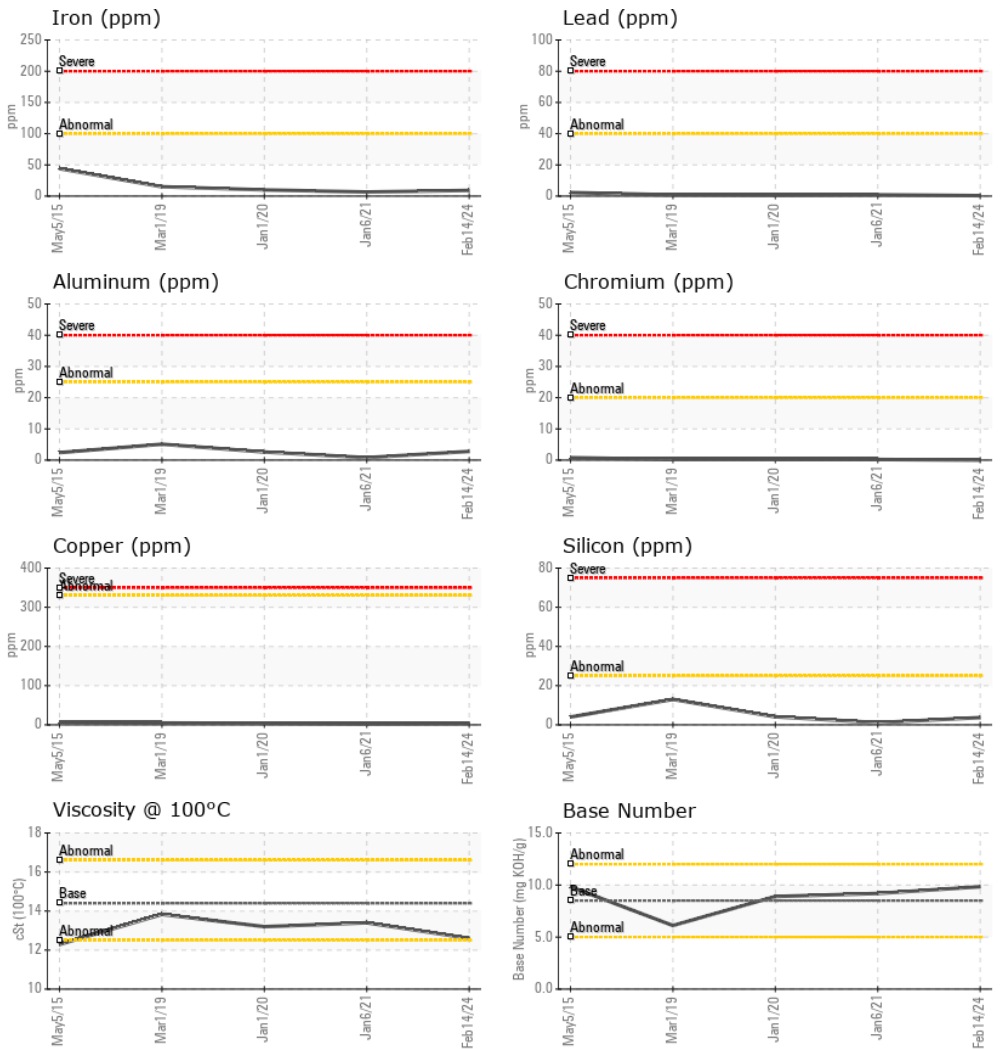 Iron (ppm)
250
200
150
100
50
0
ppm
Severe
Abnormal
May5/15
Mar1/19
Jan1/20
Jan6/21
Feb14/24
Lead (ppm)
100
80
60
40
20
0
ppm
Severe
Abnormal
May5/15
Mar1/19
Jan1/20
Jan6/21
Feb14/24
Aluminum (ppm)
50
40
30
20
10
0
ppm
Severe
Abnormal
May5/15
Mar1/19
Jan1/20
Jan6/21
Feb14/24
Chromium (ppm)
50
40
30
20
10
0
ppm
Severe
Abnormal
May5/15
Mar1/19
Jan1/20
Jan6/21
Feb14/24
Copper (ppm)
400
300
200
100
0
ppm
Severe
Abnormal
May5/15
Mar1/19
Jan1/20
Jan6/21
Feb14/24
Silicon (ppm)
80
60
40
20
0
ppm
Severe
Abnormal
May5/15
Mar1/19
Jan1/20
Jan6/21
Feb14/24
Viscosity @ 100°C
18
16
14
12
10
cSt (100°C)
Abnormal
Base
Abnormal
May5/15
Mar1/19
Jan1/20
Jan6/21
Feb14/24
Base Number
15.0
10.0
5.0
0.0
Base Number (mg KOH/g)
Abnormal
Base
Abnormal
May5/15
Mar1/19
Jan1/20
Jan6/21
Feb14/24